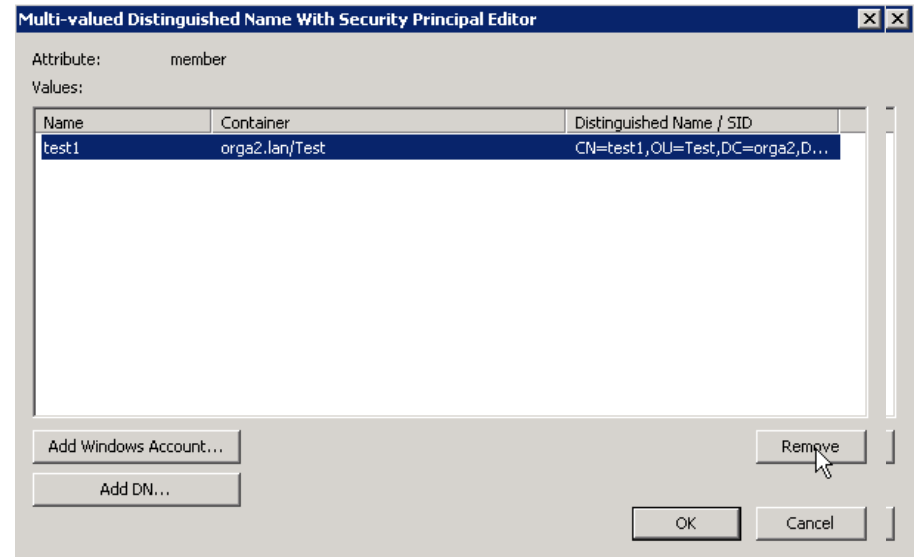 Multi-valued Distinguished Name With Security Principal Editor
Attribute: member
Values:
Name Container Distinguished Name / SID
test1 orga2.lan/Test CN=test1,OU=Test,DC=orga2,D...
Add Windows Account... Remove
Add DN...
OK Cancel